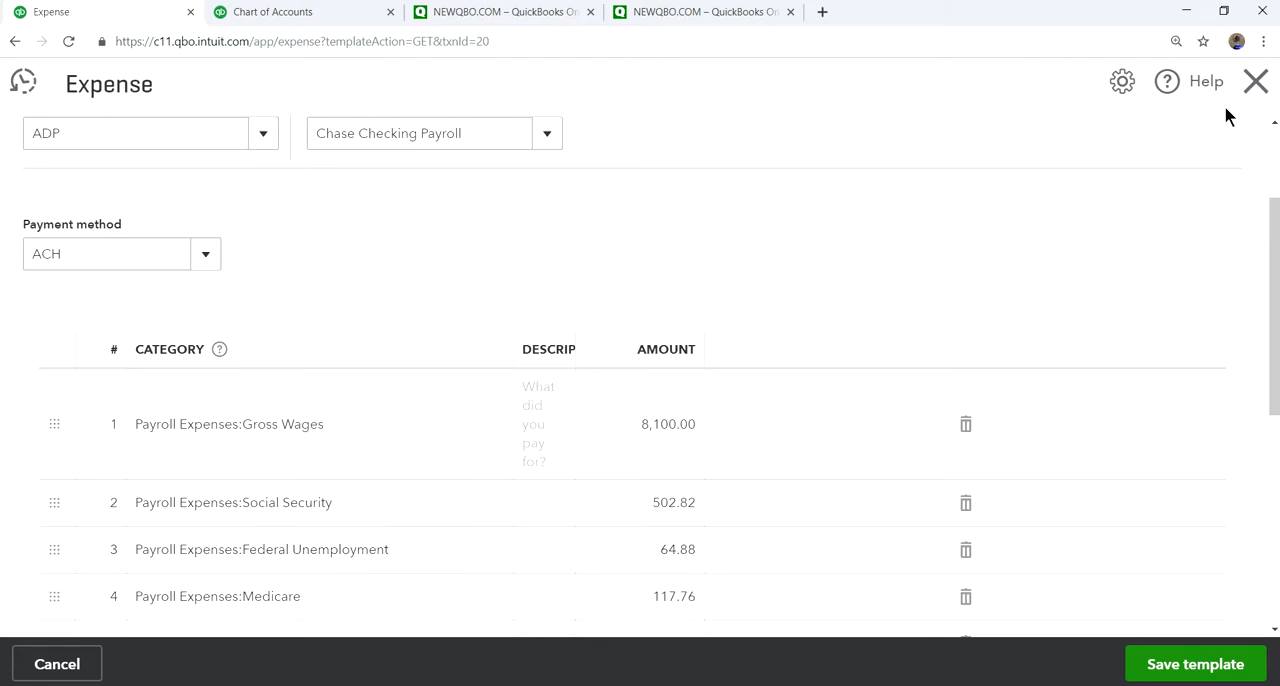 Expense
Chart of Accounts
NEWQBO.COM – QuickBooks On
NEWQBO.COM – QuickBooks On
https://c11.qbo.intuit.com/app/expense?templateAction=GET&txnId=20
Expense
Help
ADP
Chase Checking Payroll
Payment method
ACH
# CATEGORY ? DESCRIP AMOUNT
What
did
you
pay
for?
1 Payroll Expenses:Gross Wages 8,100.00
2 Payroll Expenses:Social Security 502.82
3 Payroll Expenses:Federal Unemployment 64.88
4 Payroll Expenses:Medicare 117.76
Cancel
Save template